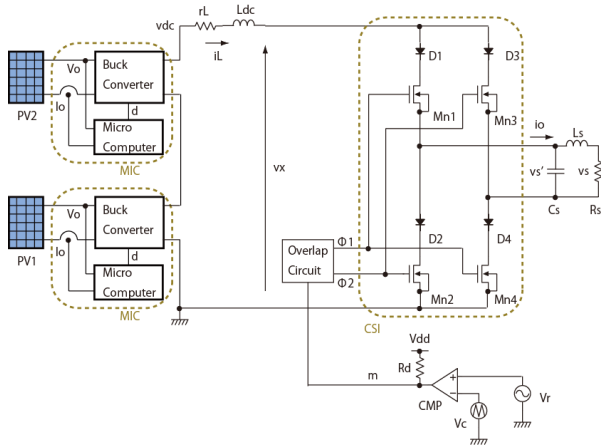 rL Ldc
vdc
iL
Vo
Io
Buck
Converter
d
Micro
Computer
PV2
MIC
Vo
Io
Buck
Converter
d
Micro
Computer
PV1
MIC
vx
D1 D3
Mn1 Mn3
io Ls
vs' vs
Cs Rs
D2 D4
Mn2 Mn4
Overlap
Circuit
Φ1
Φ2
CSI
Vdd
Rd
m
CMP
+
−
Vc
Vr